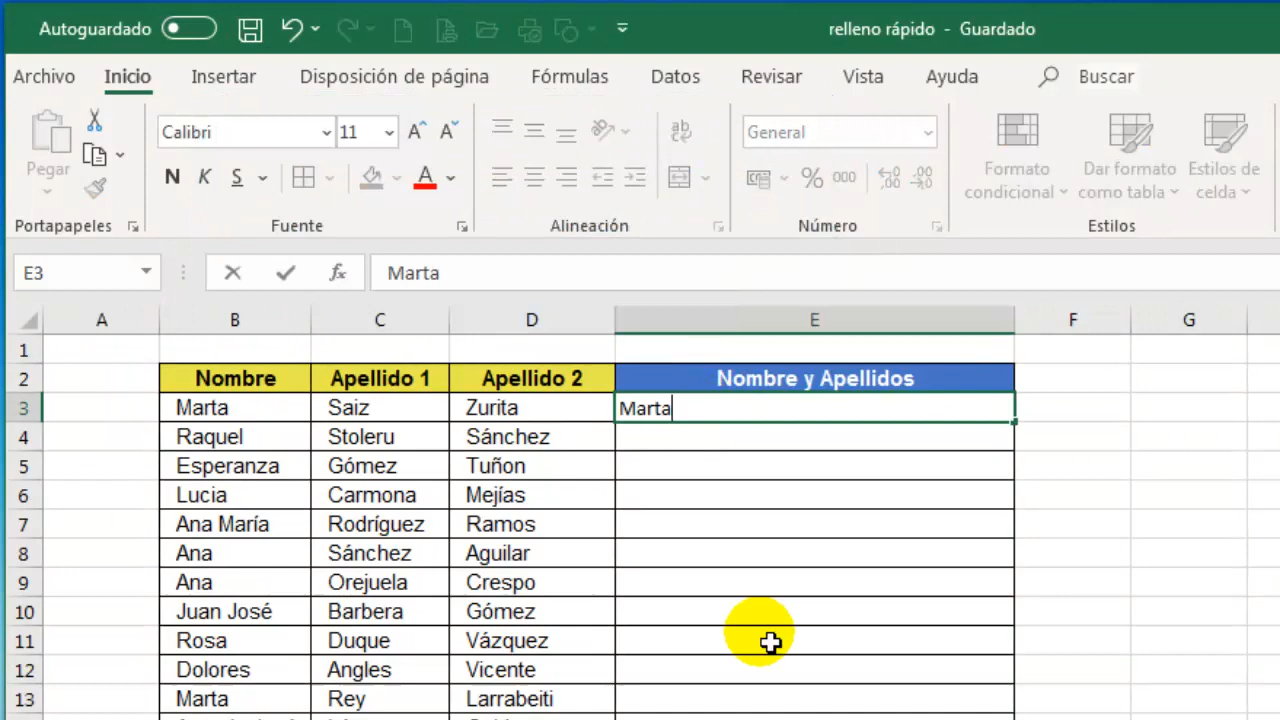 Autoguardado relleno rápido - Guardado
Archivo Inicio Insertar Disposición de página Fórmulas Datos Revisar Vista Ayuda Buscar
Pegar
Calibri 11 A A
N K S A
ab c
General
% 000
Formato condicional
Dar formato como tabla
Estilos de celda
Portapapeles Fuente Alineación Número Estilos
E3 fx Marta
A B C D E F G
1
2 Nombre Apellido 1 Apellido 2 Nombre y Apellidos
3 Marta Saiz Zurita Marta
4 Raquel Stoleru Sánchez
5 Esperanza Gómez Tuñon
6 Lucia Carmona Mejías
7 Ana María Rodríguez Ramos
8 Ana Sánchez Aguilar
9 Ana Orejuela Crespo
10 Juan José Barbera Gómez
11 Rosa Duque Vázquez
12 Dolores Angles Vicente
13 Marta Rey Larrabeiti